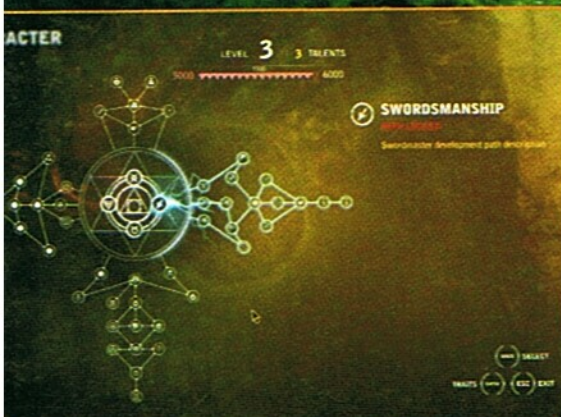 ACTER
LEVEL 3 3 TALENTS
5000 6000
SWORDSMANSHIP
Swordmaster development path description
SELECT
TRAITS ESC EXIT